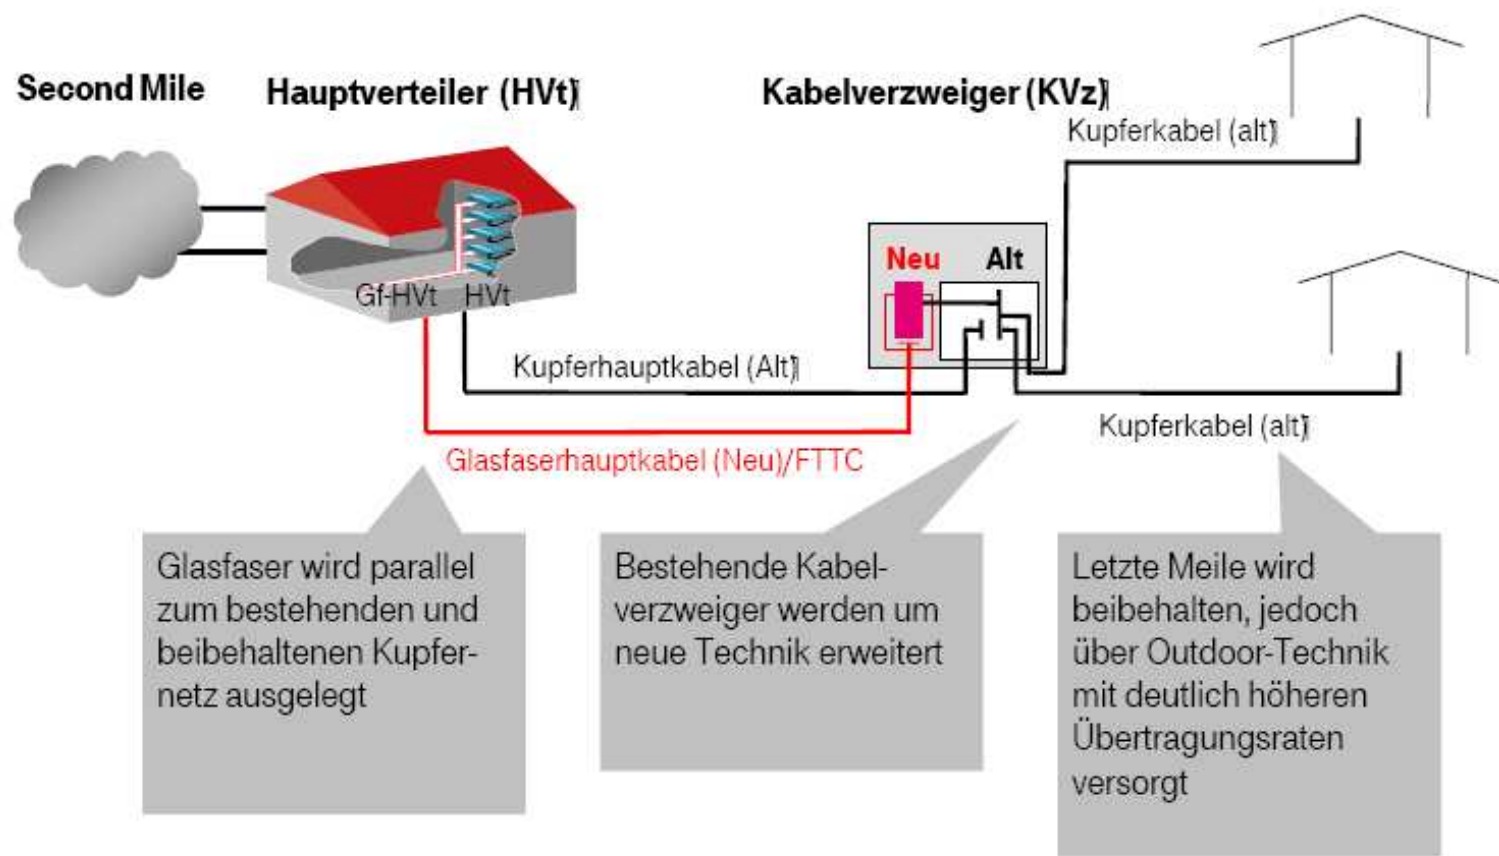 Second Mile
Hauptverteiler (HVt)
Kabelverzweiger (KVz)
Kupferkabel (alt)
Neu
Alt
Gf-HVt
HVt
Kupferhauptkabel (Alt)
Kupferkabel (alt)
Glasfaserhauptkabel (Neu)/FTTC
Glasfaser wird parallel
zum bestehenden und
beibehaltenen Kupfer-
netz ausgelegt
Bestehende Kabel-
verzweiger werden um
neue Technik erweitert
Letzte Meile wird
beibehalten, jedoch
über Outdoor-Technik
mit deutlich höheren
Übertragungsraten
versorgt